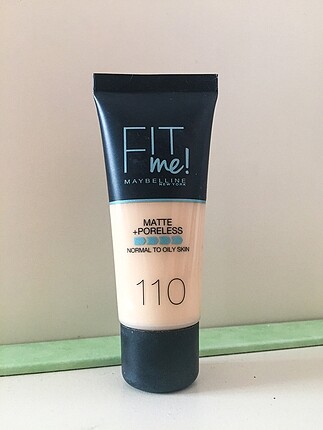 FIT
me!
MAYBELLINE
NEW YORK
MATTE
+PORELESS
NORMAL TO OILY SKIN
110